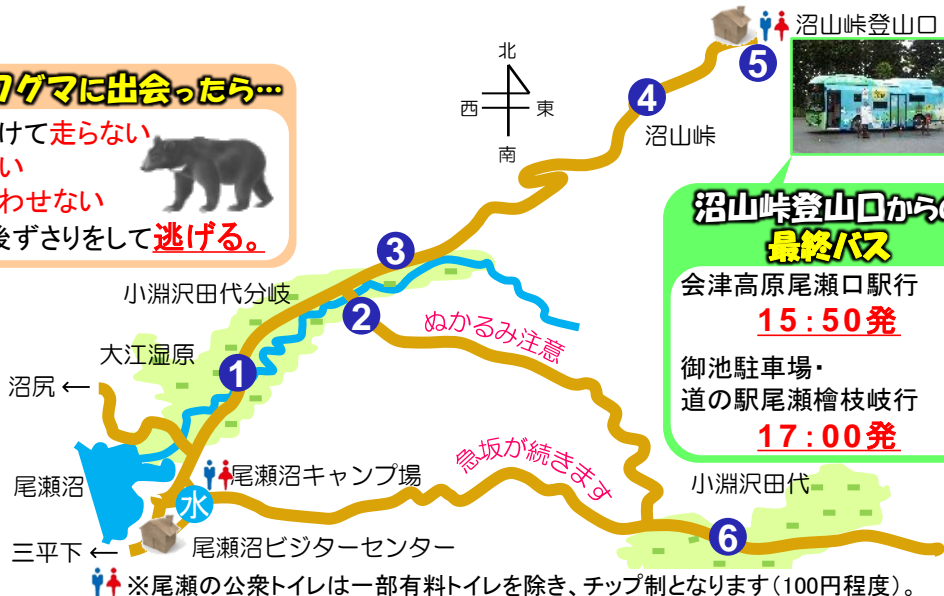 沼山峠登山口
5
北
西 東
南
4
沼山峠
ワグマに出会ったら…
けて走らない
い
わせない
後ずさりをして逃げる。
沼山峠登山口からの
最終バス
会津高原尾瀬口駅行
15:50発
御池駐車場・
道の駅尾瀬檜枝岐行
17:00発
3
小淵沢田代分岐
2
ぬかるみ注意
大江湿原
1
沼尻←
急坂が続きます
尾瀬沼キャンプ場
小淵沢田代
尾瀬沼
水
6
尾瀬沼ビジターセンター
三平下←
※尾瀬の公衆トイレは一部有料トイレを除き、チップ制となります(100円程度)。